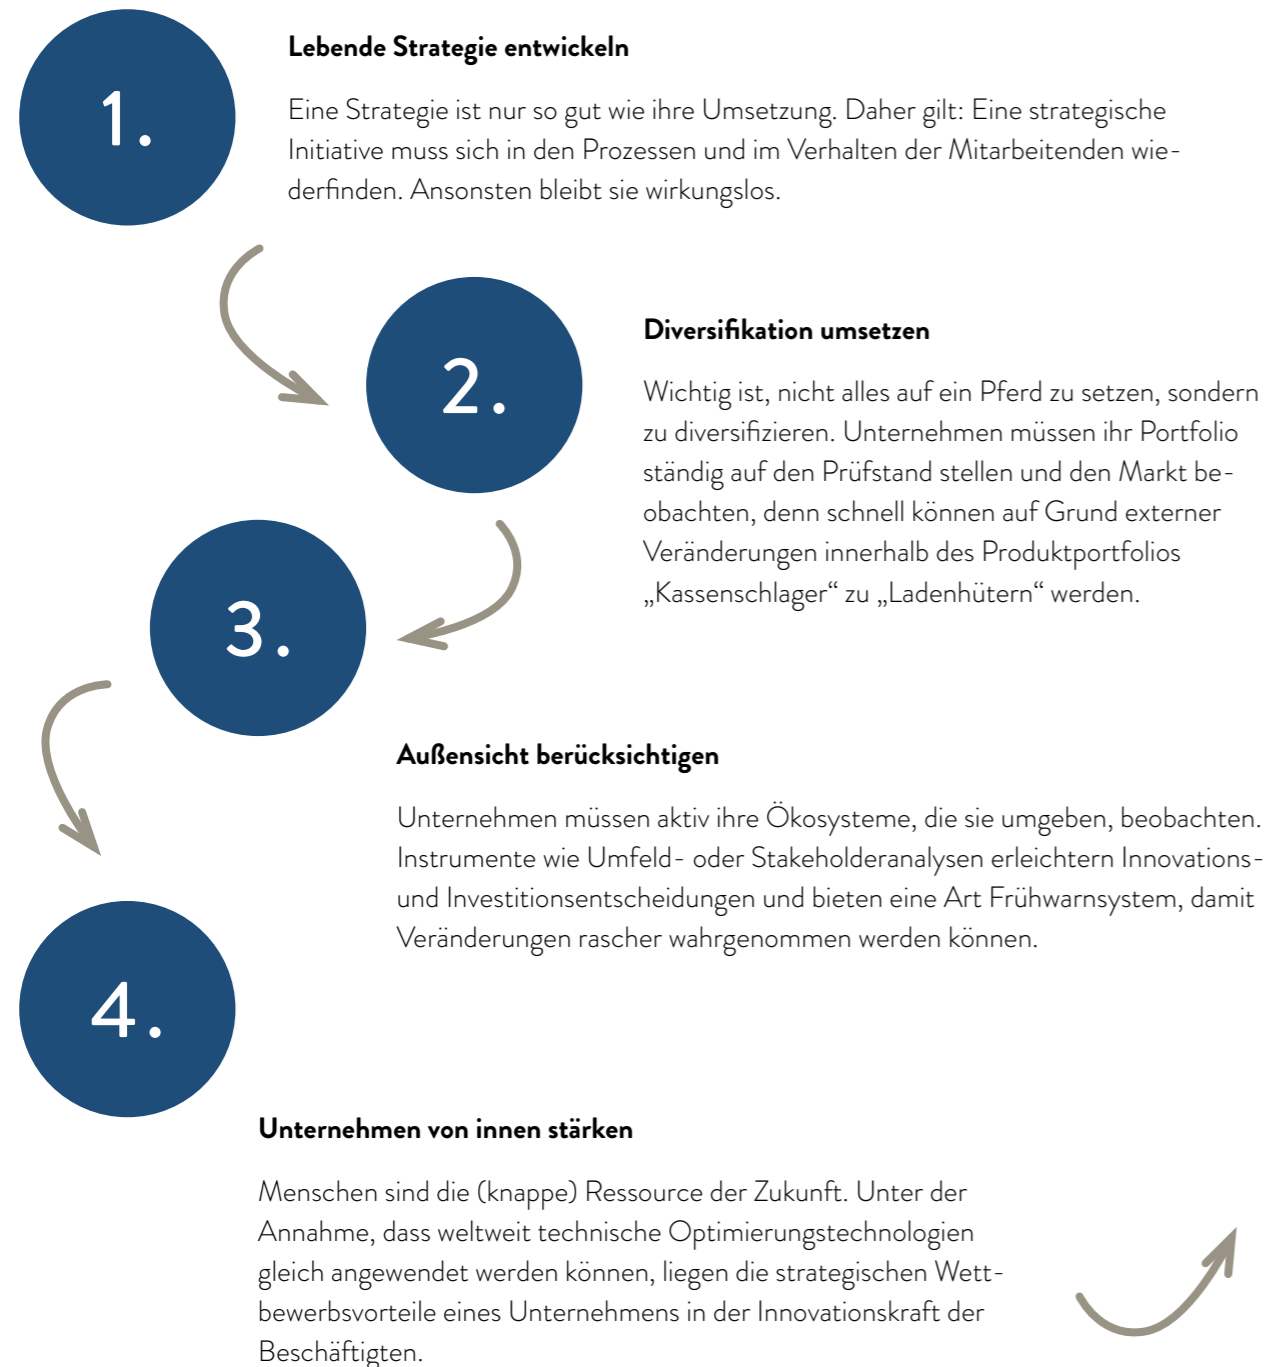 1.
Lebende Strategie entwickeln
Eine Strategie ist nur so gut wie ihre Umsetzung. Daher gilt: Eine strategische
Initiative muss sich in den Prozessen und im Verhalten der Mitarbeitenden wie-
derfinden. Ansonsten bleibt sie wirkungslos.
2.
Diversifikation umsetzen
Wichtig ist, nicht alles auf ein Pferd zu setzen, sondern
zu diversifizieren. Unternehmen müssen ihr Portfolio
ständig auf den Prüfstand stellen und den Markt be-
obachten, denn schnell können auf Grund externer
Veränderungen innerhalb des Produktportfolios
„Kassenschlager“ zu „Ladenhütern“ werden.
3.
Außensicht berücksichtigen
Unternehmen müssen aktiv ihre Ökosysteme, die sie umgeben, beobachten.
Instrumente wie Umfeld- oder Stakeholderanalysen erleichtern Innovations-
und Investitionsentscheidungen und bieten eine Art Frühwarnsystem, damit
Veränderungen rascher wahrgenommen werden können.
4.
Unternehmen von innen stärken
Menschen sind die (knappe) Ressource der Zukunft. Unter der
Annahme, dass weltweit technische Optimierungstechnologien
gleich angewendet werden können, liegen die strategischen Wett-
bewerbsvorteile eines Unternehmens in der Innovationskraft der
Beschäftigten.